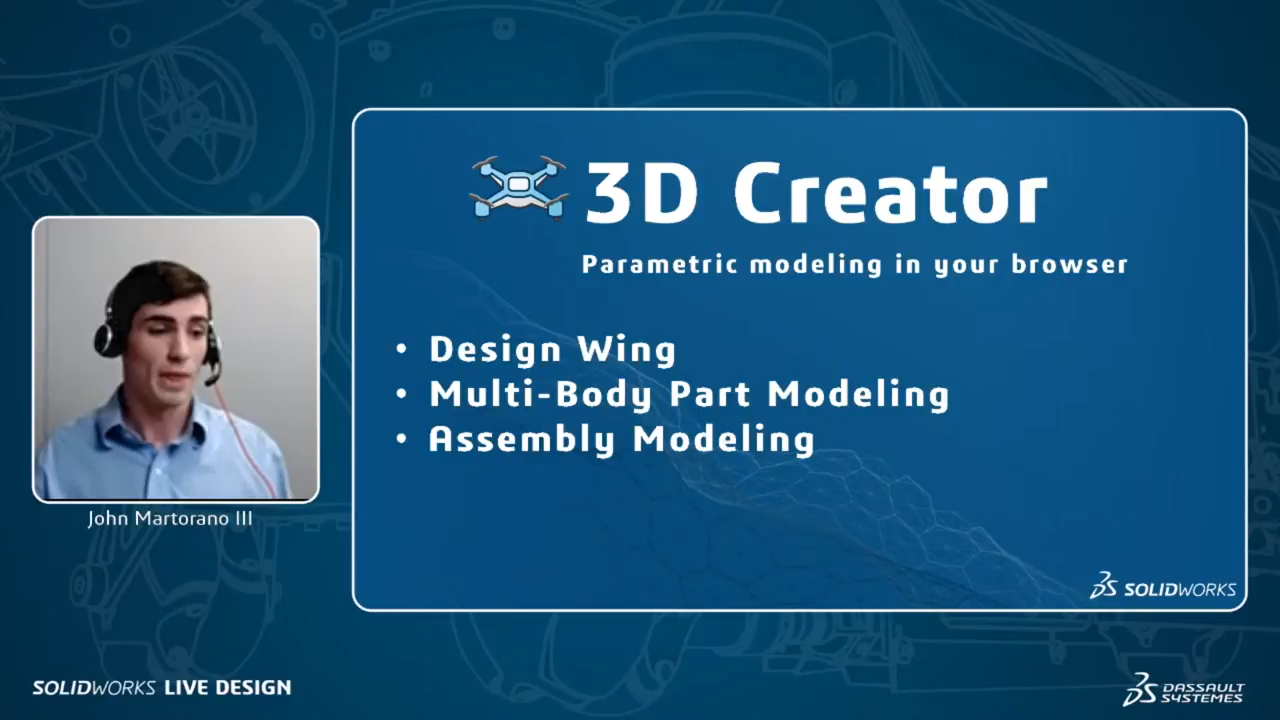 3D Creator
Parametric modeling in your browser
• Design Wing
• Multi-Body Part Modeling
• Assembly Modeling
John Martorano III
SOLIDWORKS
SOLIDWORKS LIVE DESIGN
DASSAULT
SYSTEMES